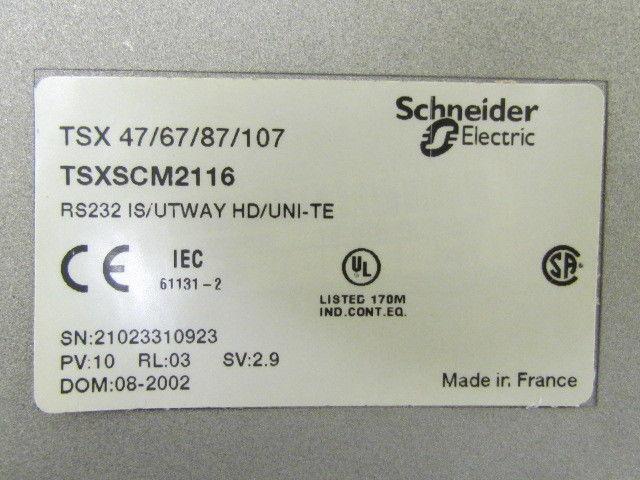 Schneider
Electric
TSX 47/67/87/107
TSXSCM2116
RS232 IS/UTWAY HD/UNI-TE
CE
IEC
61131-2
UL
LISTED 170M
IND.CONT.EQ.
SA
SN:21023310923
PV:10 RL:03 SV:2.9
DOM:08-2002
Made in France